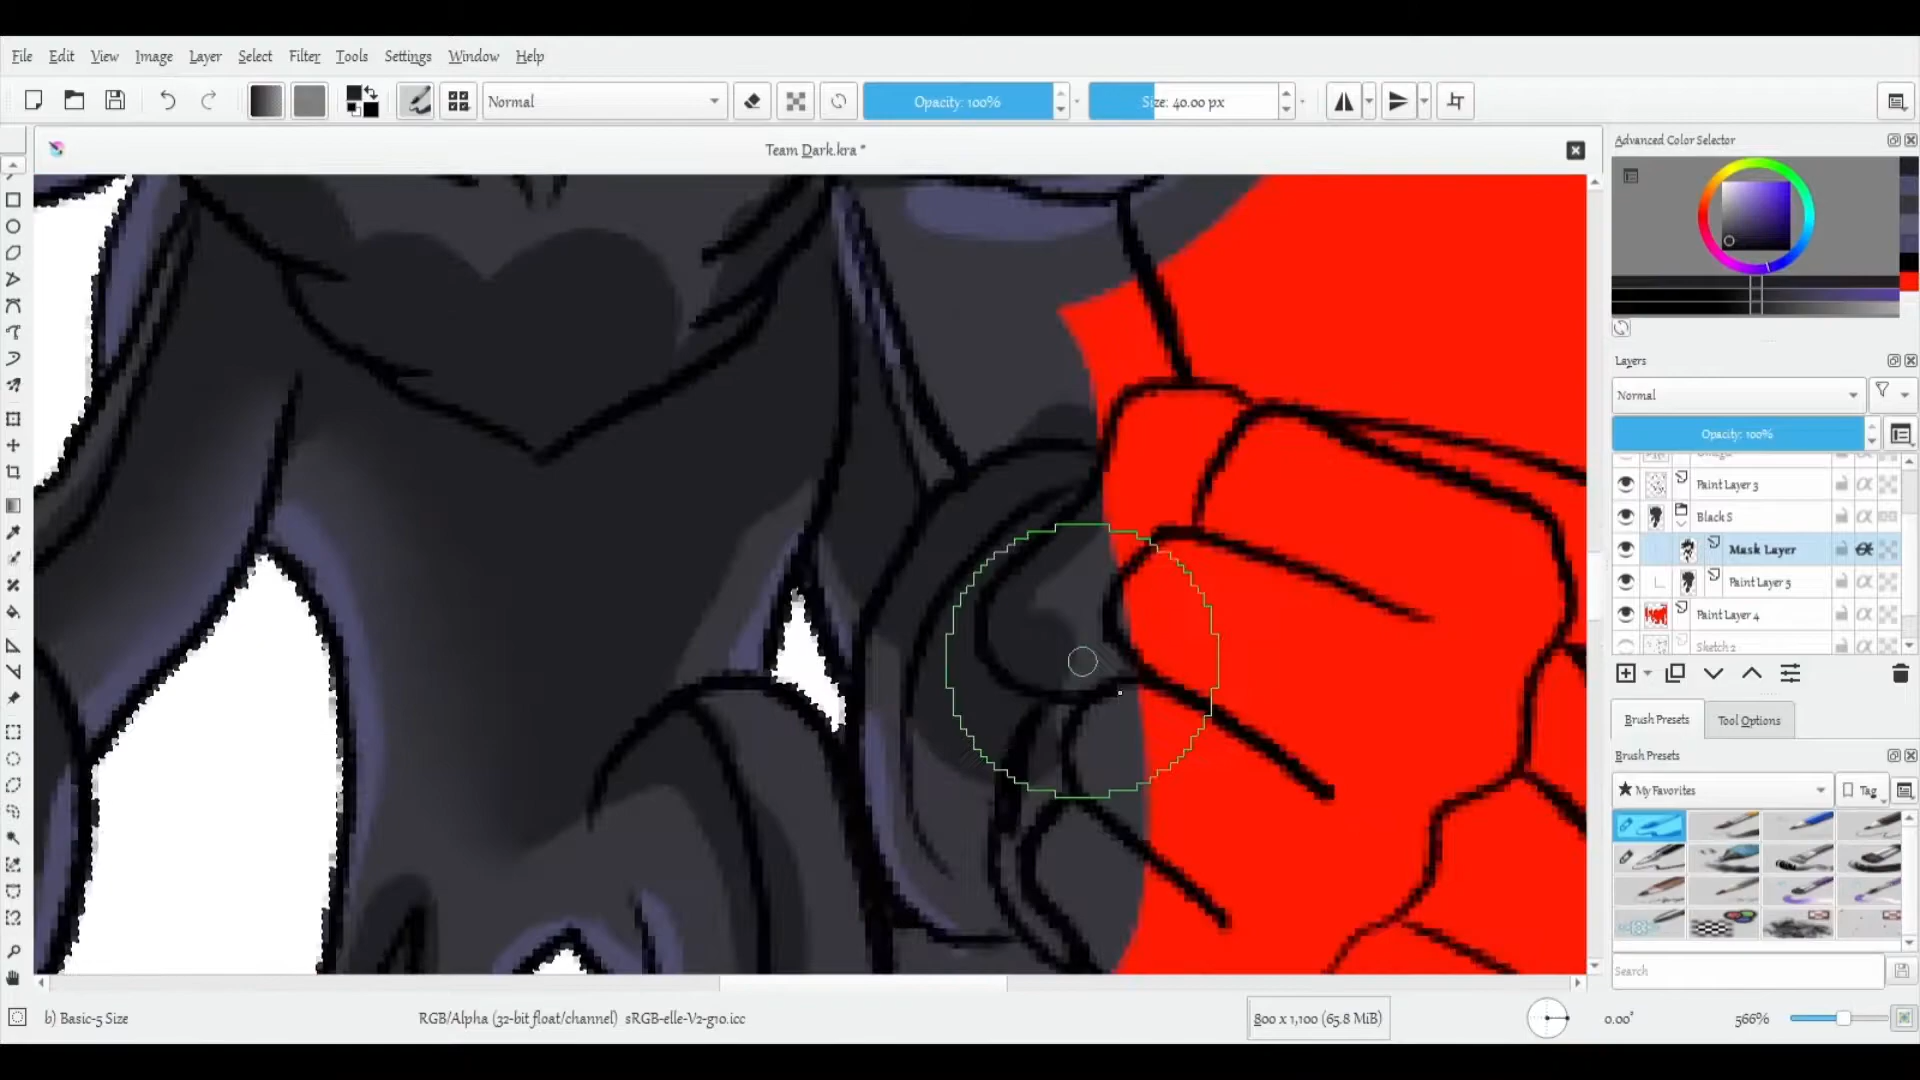 File Edit View Image Layer Select Filter Tools Settings Window Help
Normal Opacity: 100% Size: 40.00 px
Team Dark.kra *
Advanced Color Selector
Layers
Normal
Opacity: 100%
Paint Layer 3
Black S
Mask Layer
Paint Layer 5
Paint Layer 4
Sketch 2
Brush Presets Tool Options
Brush Presets
My Favorites Tag
Search
b) Basic-5 Size RGB/Alpha (32-bit float/channel) sRGB-elle-V2-g10.icc 800 x 1,100 (65.8 MiB) 0.00° 566%